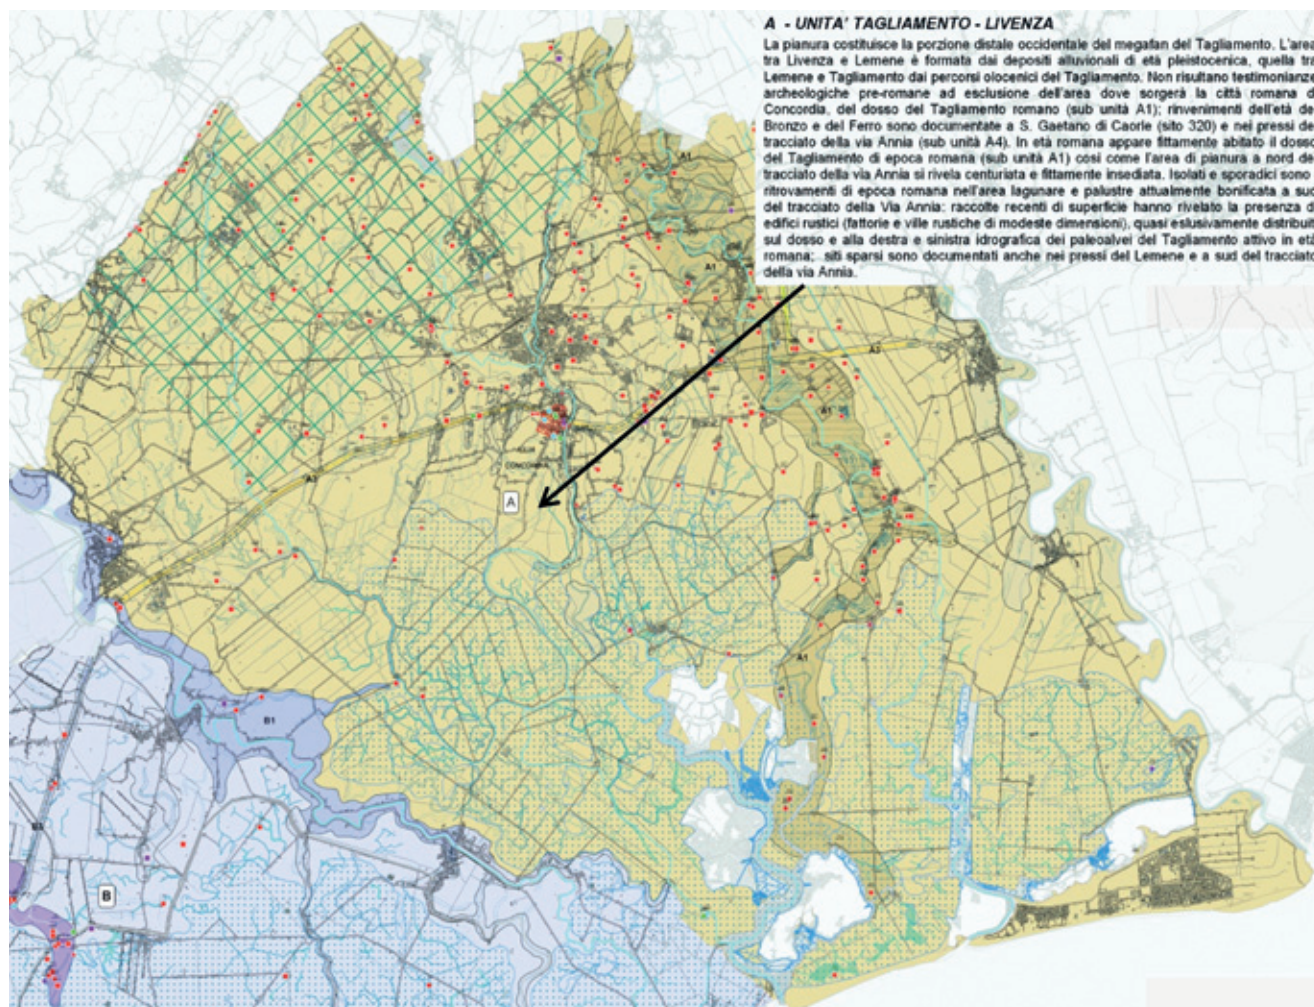 A - UNITA' TAGLIAMENTO - LIVENZA
La pianura costituisce la porzione distale occidentale del megafan del Tagliamento. L'area
tra Livenza e Lemene è formata dai depositi alluvionali di età pleistocenica, quella tra
Lemene e Tagliamento dai percorsi olocenici del Tagliamento. Non risultano testimonianze
archeologiche pre-romane ad esclusione dell'area dove sorgerà la città romana d
Concordia, del dosso del Tagliamento romano (sub unità A1); rinvenimenti dell'età de
Bronzo e del Ferro sono documentate a S. Gaetano di Caorle (sito 320) e nei pressi de
tracciato della via Annia (sub unità A4). In età romana appare fittamente abitato il dosso
del Tagliamento di epoca romana (sub unità A1) così come l'area di pianura a nord de
tracciato della via Annia si rivela centuriata e fittamente insediata. Isolati e sporadici sono
ritrovamenti di epoca romana nell'area lagunare e palustre attualmente bonificata a sud
del tracciato della Via Annia: raccolte recenti di superficie hanno rivelato la presenza d
edifici rustici (fattorie e ville rustiche di modeste dimensioni), quasi eslusivamente distribuit
sul dosso e alla destra e sinistra idrografica dei paleoalvei del Tagliamento attivo in età
romana; siti sparsi sono documentati anche nei pressi del Lemene e a sud del tracciato
della via Annia.
A1
A1
A3
A1
CONCORDIA
A3
A
A1
B1
B